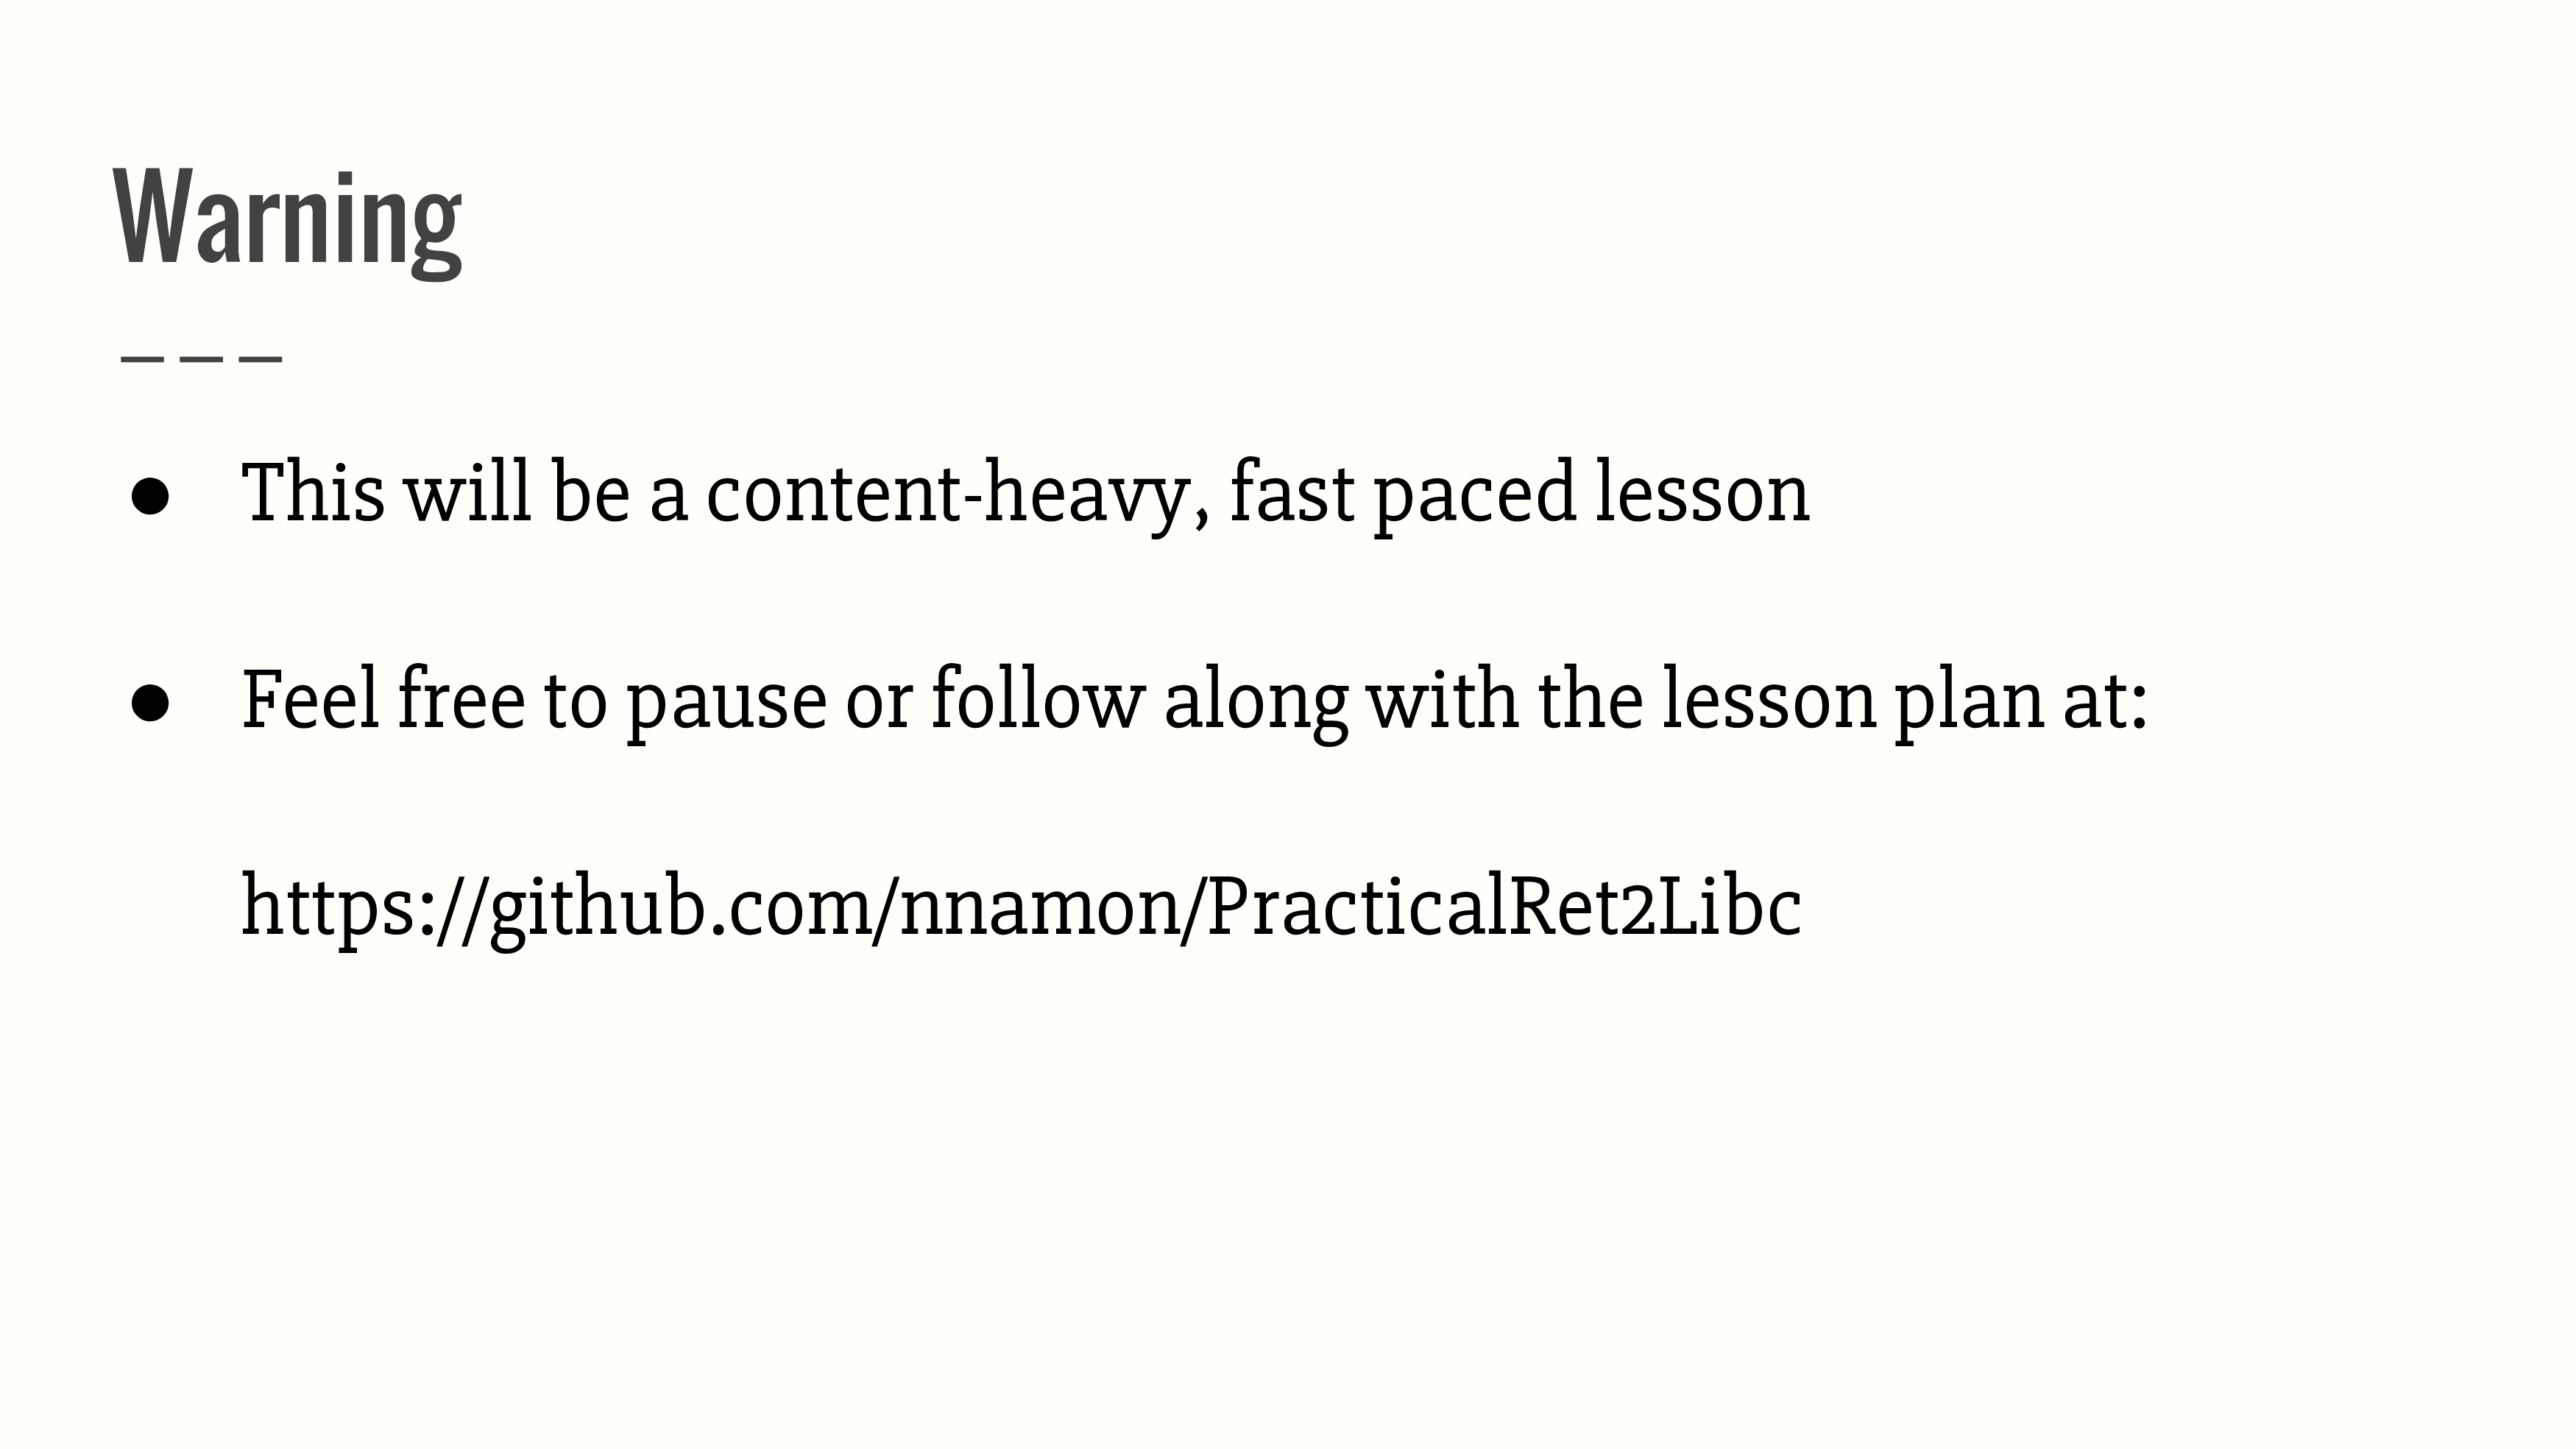 Warning
● This will be a content-heavy, fast paced lesson
● Feel free to pause or follow along with the lesson plan at:
https://github.com/nnamon/PracticalRet2Libc